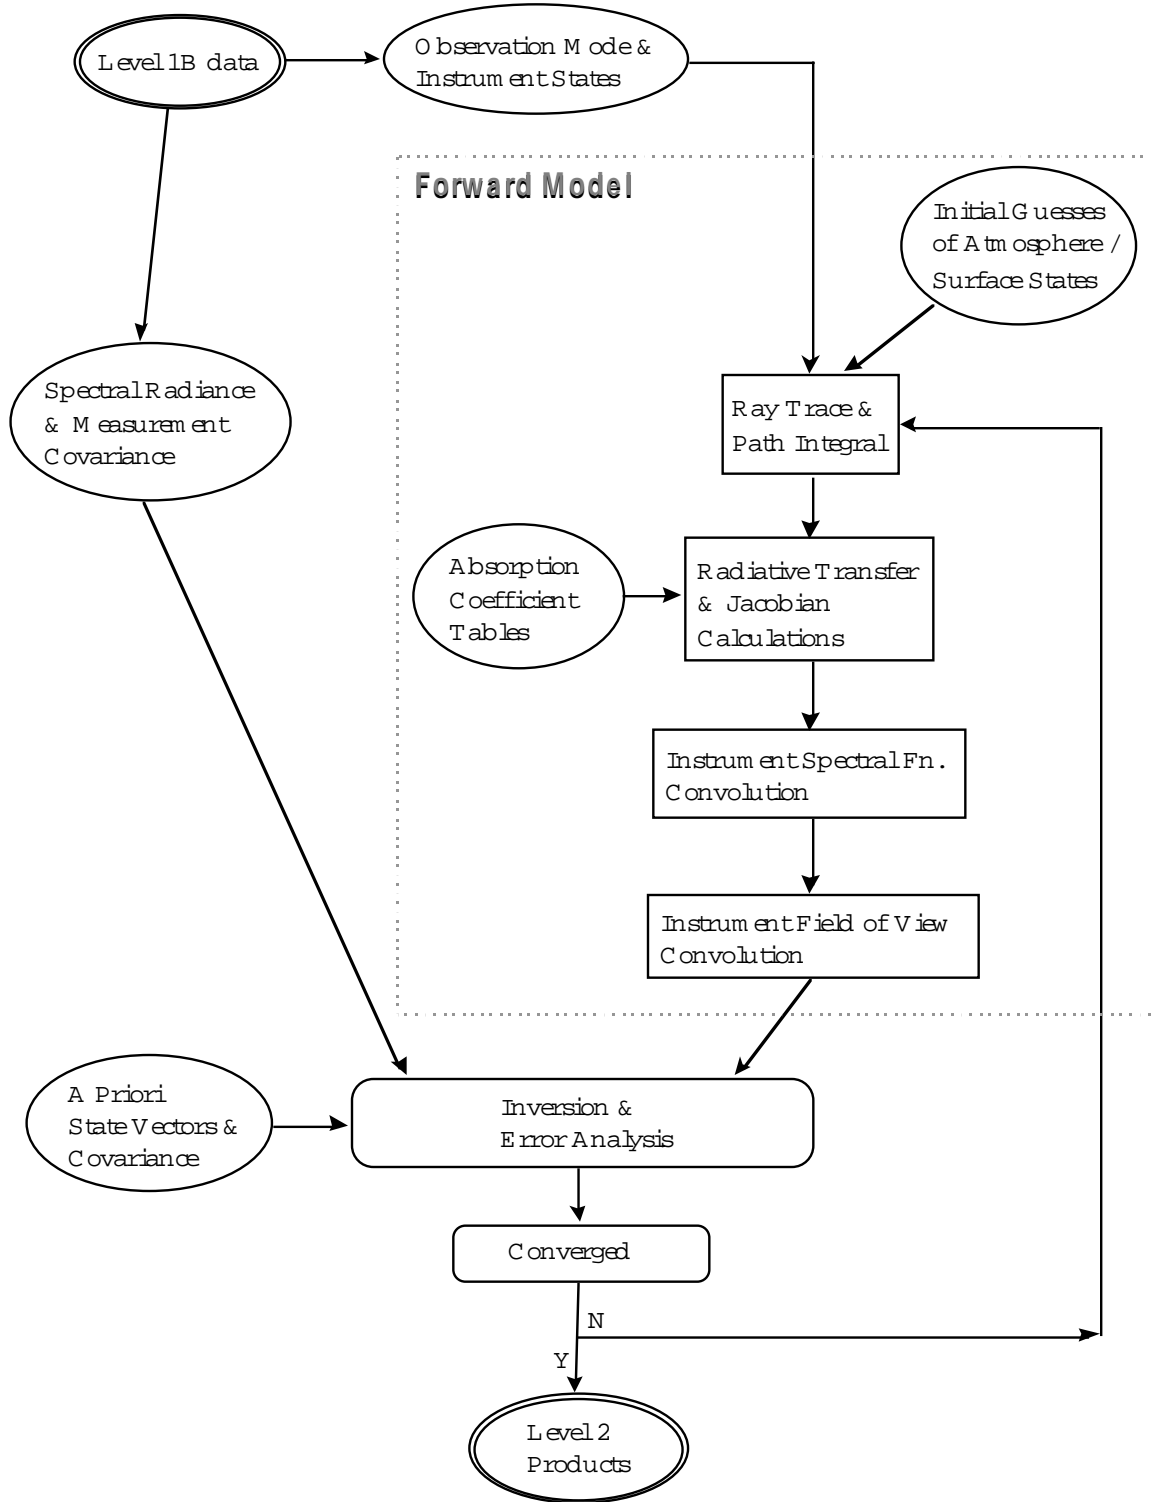 Level 1B data
Observation Mode &
Instrument States
Forward Model
Initial Guesses
of Atmosphere /
Surface States
Spectral Radiance
& Measurement
Covariance
Ray Trace &
Path Integral
Absorption
Coefficient
Tables
Radiative Transfer
& Jacobian
Calculations
Instrument Spectral Fn.
Convolution
Instrument Field of View
Convolution
A Priori
State Vectors &
Covariance
Inversion &
Error Analysis
Converged
N
Y
Level 2
Products